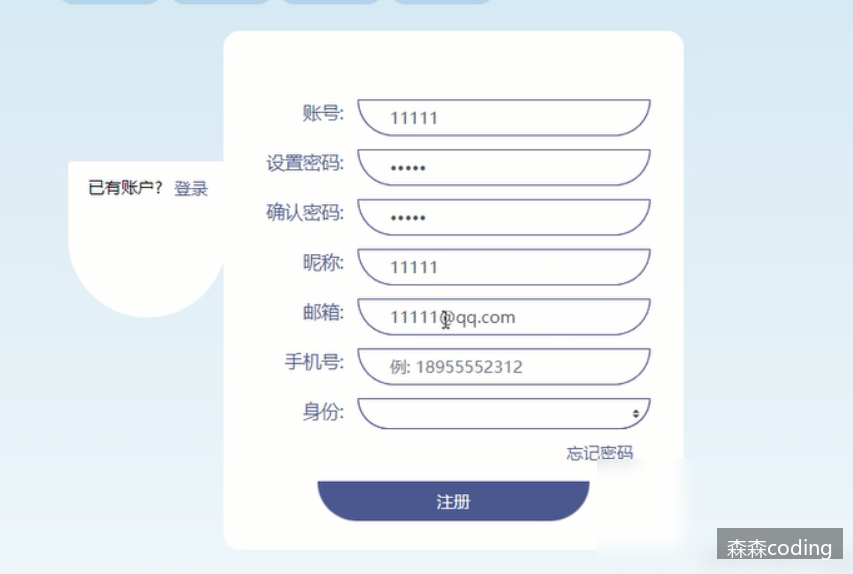 账号: 11111
设置密码: •••••
已有账户? 登录
确认密码: •••••
昵称: 11111
邮箱: 11111@qq.com
手机号: 例: 18955552312
身份:
忘记密码
注册
森森coding